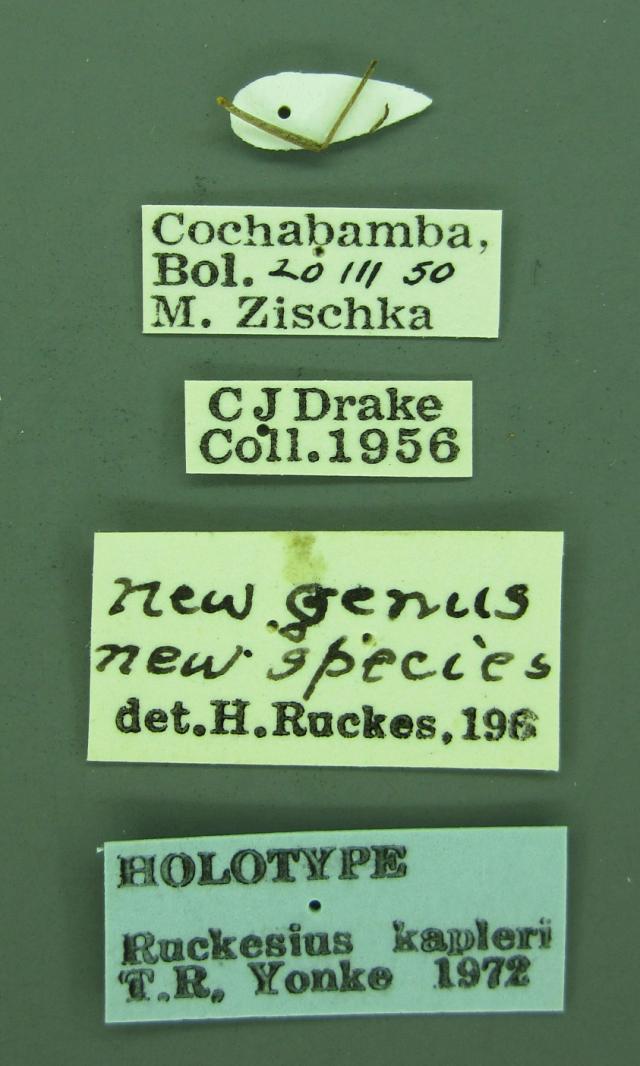 Cochabamba,
Bol. 20 III 50
M. Zischka
C J Drake
Coll. 1956
new genus
new species
det. H. Ruckes, 196
HOLOTYPE
Ruckesius kapleri
T.R. Yonke 1972